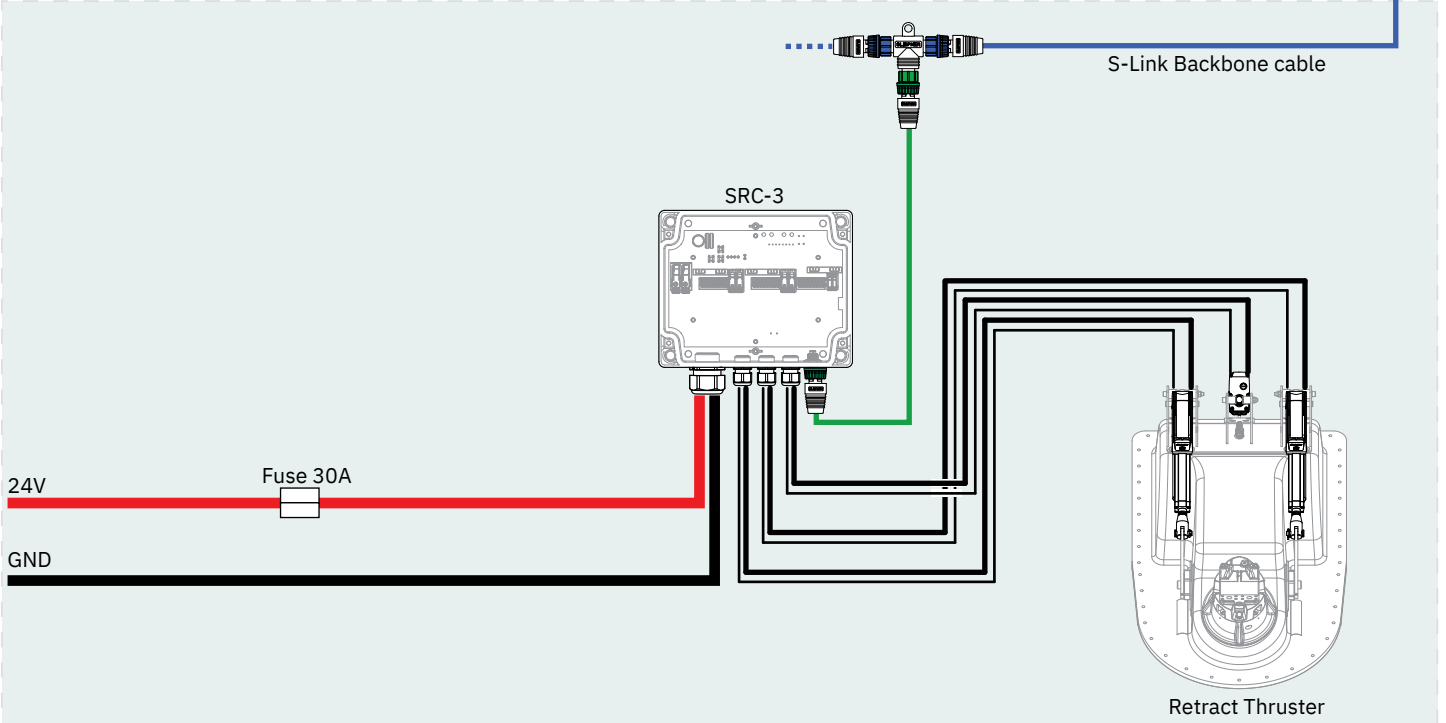 S-Link Backbone cable
SRC-3
Fuse 30A
24V
GND
Retract Thruster